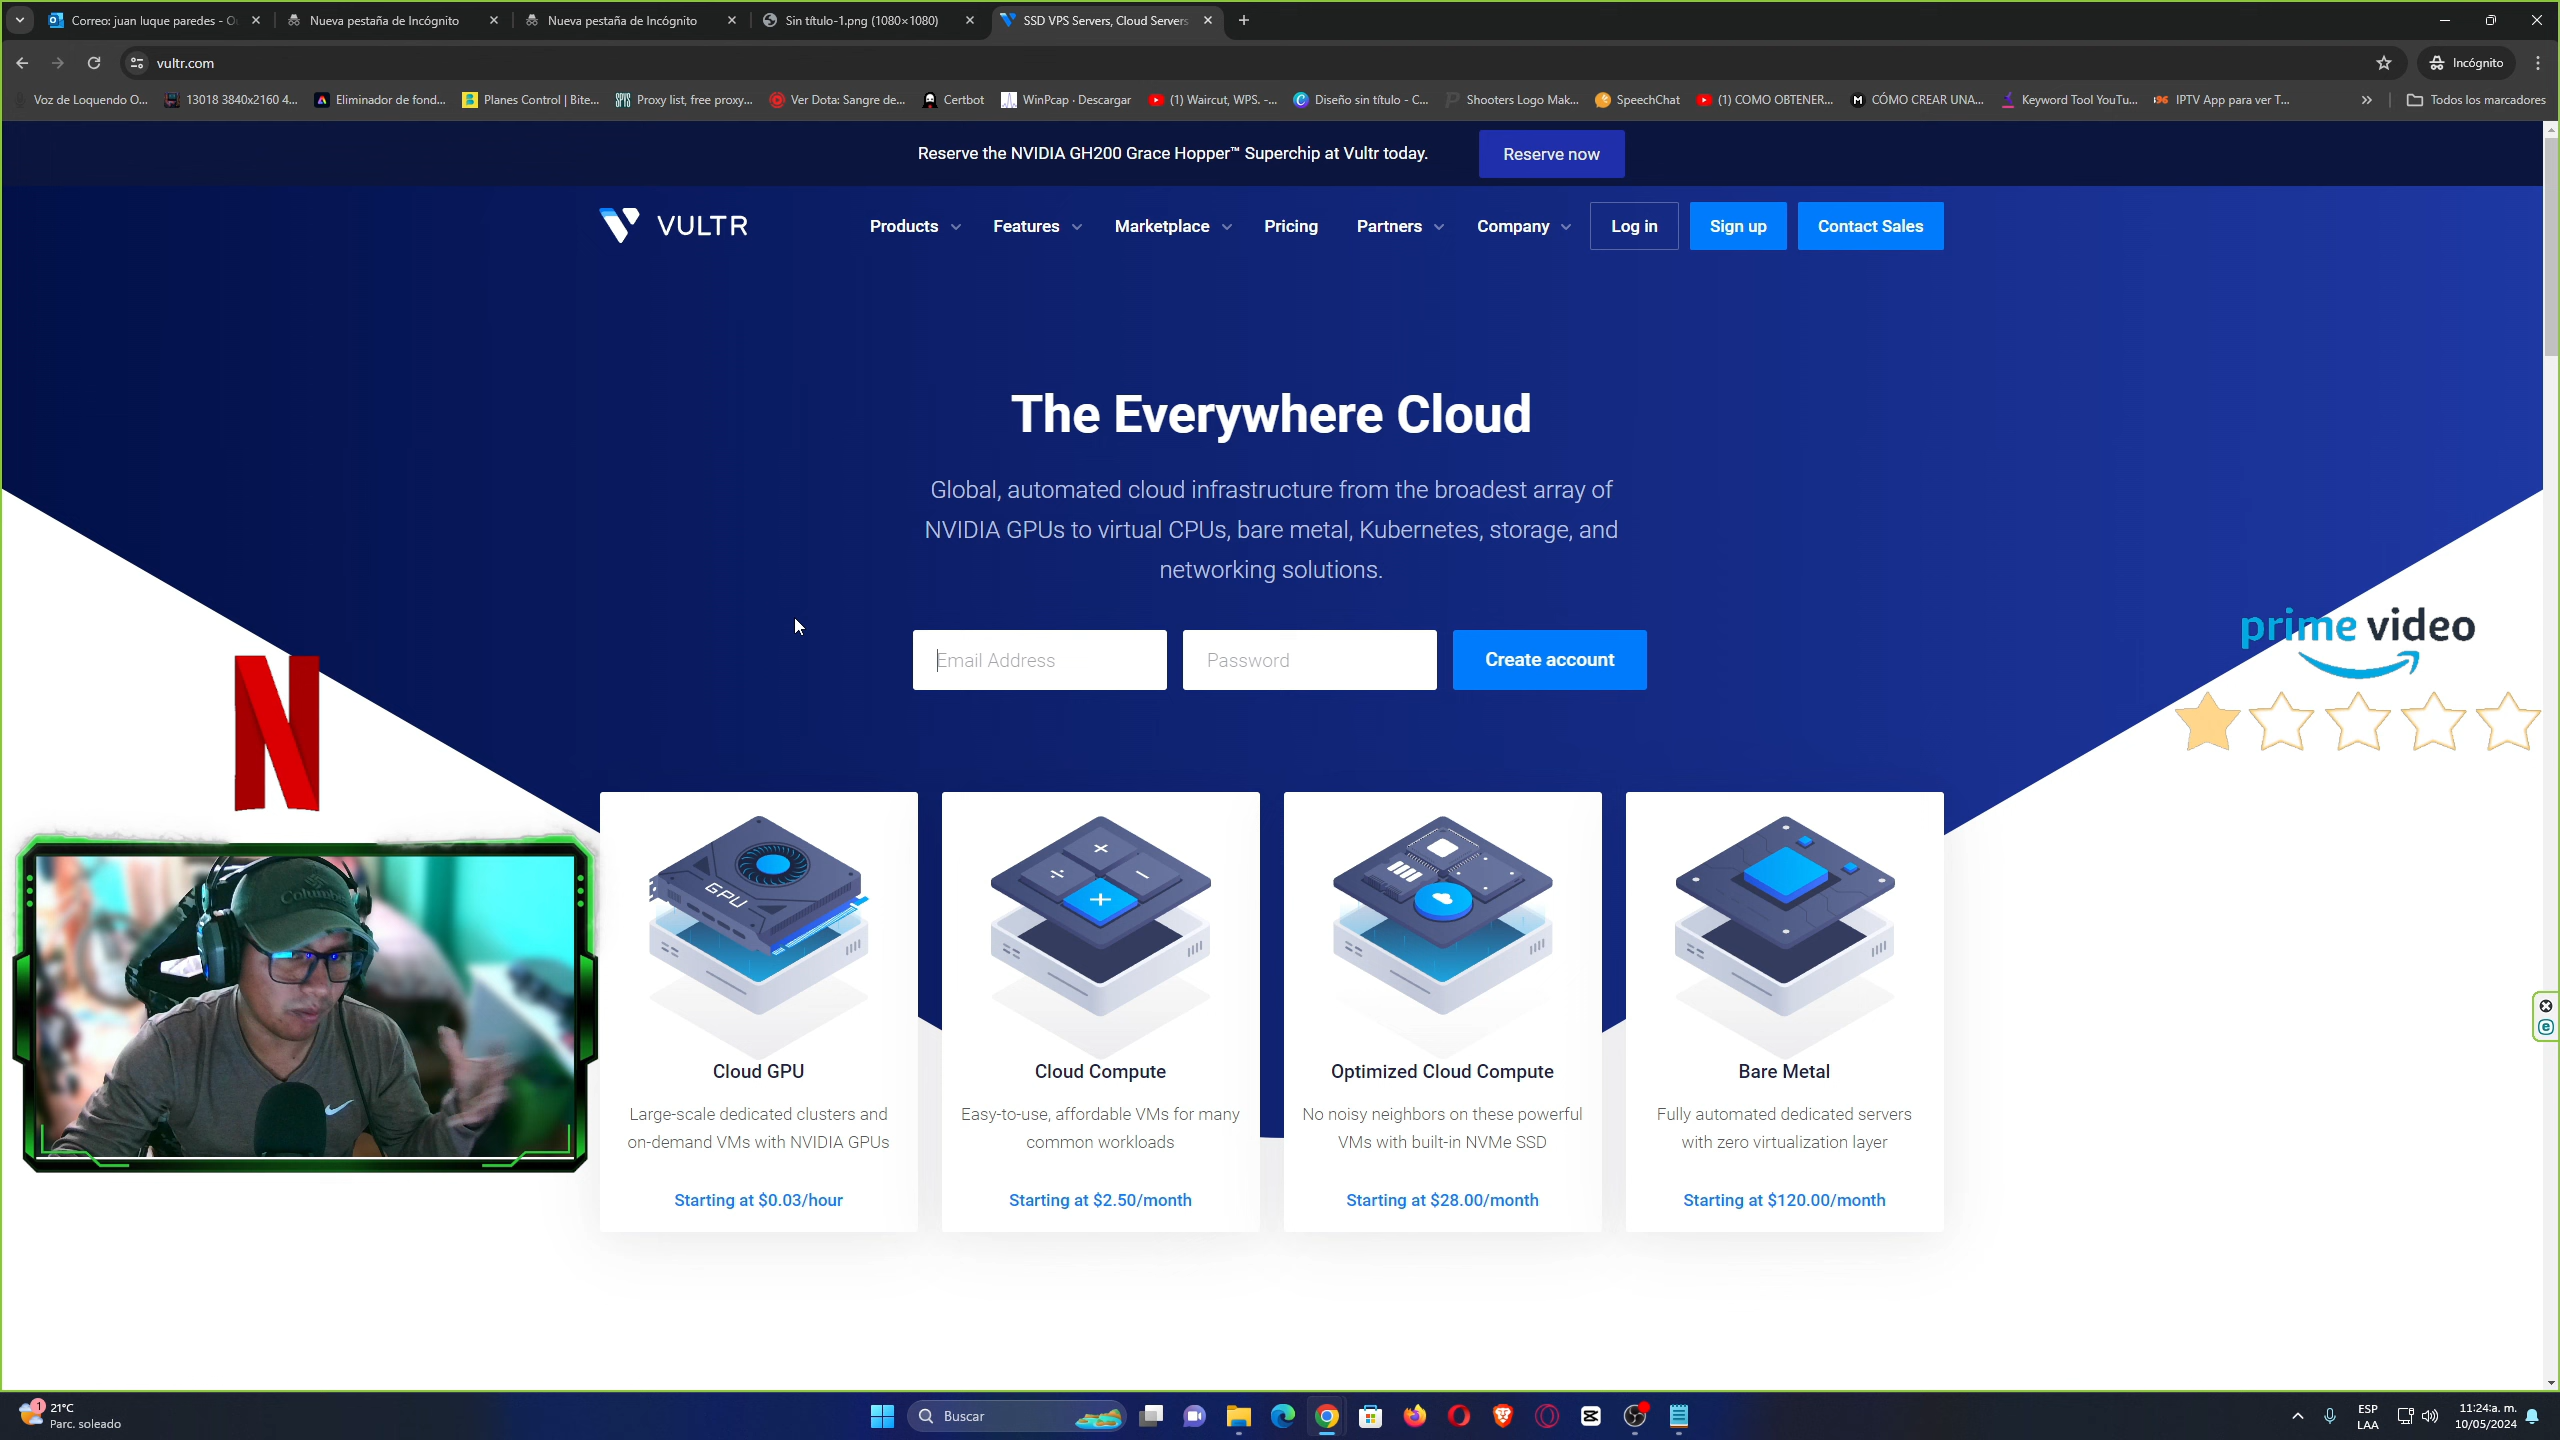 Correo: juan luque paredes - O
Nueva pestaña de Incógnito
Nueva pestaña de Incógnito
Sin título-1.png (1080×1080)
SSD VPS Servers, Cloud Servers
vultr.com
Incógnito
Voz de Loquendo O...
13018 3840x2160 4...
Eliminador de fond...
Planes Control | Bite...
Proxy list, free proxy...
Ver Dota: Sangre de...
Certbot
WinPcap · Descargar
(1) Waircut, WPS. -...
Diseño sin título - C...
Shooters Logo Mak...
SpeechChat
(1) COMO OBTENER...
CÓMO CREAR UNA...
Keyword Tool YouTu...
IPTV App para ver T...
»
Todos los marcadores
Reserve the NVIDIA GH200 Grace Hopper™ Superchip at Vultr today.
Reserve now
VULTR
Products
Features
Marketplace
Pricing
Partners
Company
Log in
Sign up
Contact Sales
The Everywhere Cloud
Global, automated cloud infrastructure from the broadest array of
NVIDIA GPUs to virtual CPUs, bare metal, Kubernetes, storage, and
networking solutions.
Email Address
Password
Create account
prime video
N
Columbia
GPU
Cloud GPU
Large-scale dedicated clusters and
on-demand VMs with NVIDIA GPUs
Starting at $0.03/hour
Cloud Compute
Easy-to-use, affordable VMs for many
common workloads
Starting at $2.50/month
Optimized Cloud Compute
No noisy neighbors on these powerful
VMs with built-in NVMe SSD
Starting at $28.00/month
Bare Metal
Fully automated dedicated servers
with zero virtualization layer
Starting at $120.00/month
1
21°C
Parc. soleado
Buscar
ESP
LAA
11:24 a. m.
10/05/2024